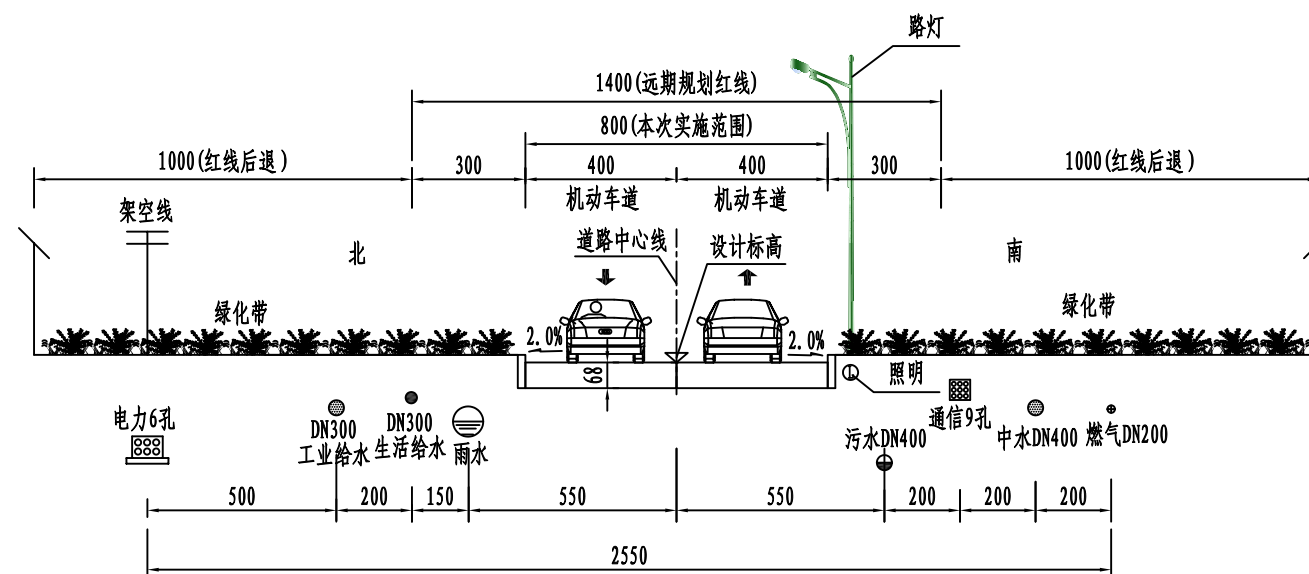 路灯
1400(远期规划红线)
800(本次实施范围)
1000(红线后退)
300
400
400
300
1000(红线后退)
机动车道
机动车道
架空线
道路中心线
设计标高
北
南
绿化带
绿化带
2.0%
2.0%
68
照明
电力6孔
DN300
工业给水
DN300
生活给水
雨水
污水DN400
通信9孔
中水DN400
燃气DN200
500
200
150
550
550
200
200
200
2550